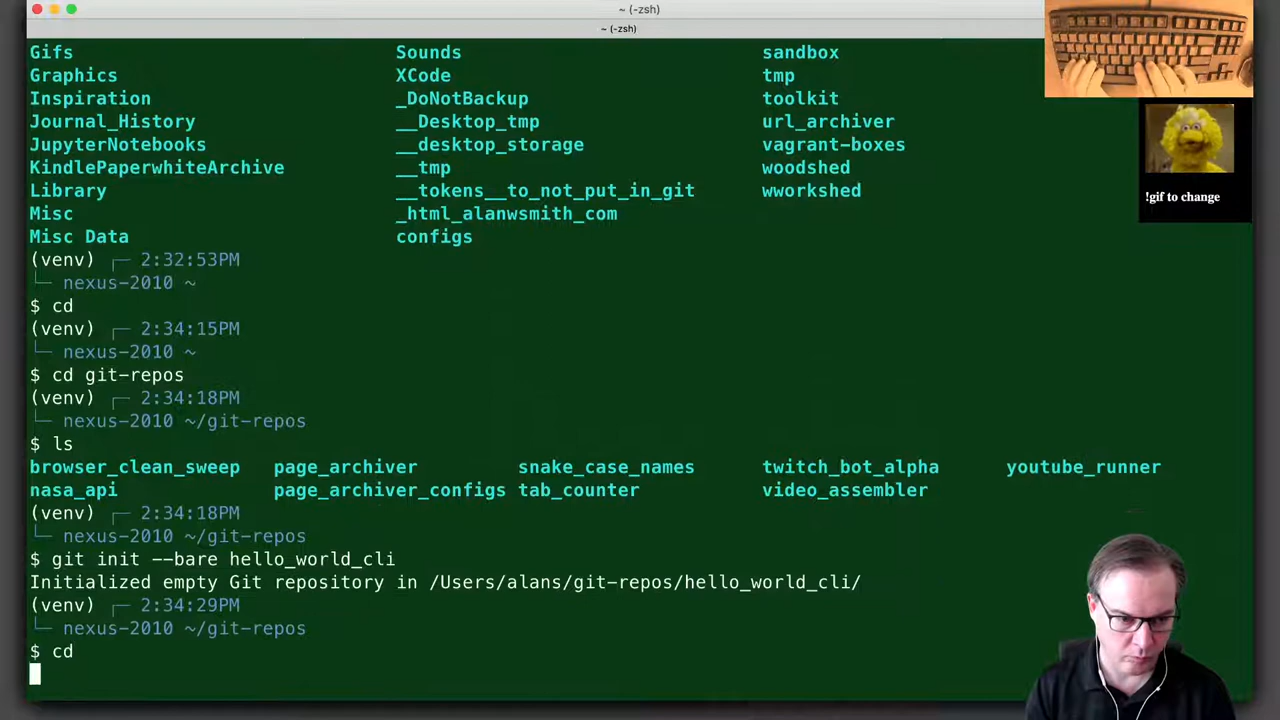 ~ (-zsh)
~ (-zsh)
Gifs Sounds sandbox
Graphics XCode tmp
Inspiration _DoNotBackup toolkit
Journal_History __Desktop_tmp url_archiver
JupyterNotebooks __desktop_storage vagrant-boxes
KindlePaperwhiteArchive __tmp woodshed
Library __tokens__to_not_put_in_git wworkshed
Misc _html_alanwsmith_com
Misc Data configs
!gif to change
(venv) ┌─ 2:32:53PM
└─ nexus-2010 ~
$ cd
(venv) ┌─ 2:34:15PM
└─ nexus-2010 ~
$ cd git-repos
(venv) ┌─ 2:34:18PM
└─ nexus-2010 ~/git-repos
$ ls
browser_clean_sweep page_archiver snake_case_names twitch_bot_alpha youtube_runner
nasa_api page_archiver_configs tab_counter video_assembler
(venv) ┌─ 2:34:18PM
└─ nexus-2010 ~/git-repos
$ git init --bare hello_world_cli
Initialized empty Git repository in /Users/alans/git-repos/hello_world_cli/
(venv) ┌─ 2:34:29PM
└─ nexus-2010 ~/git-repos
$ cd